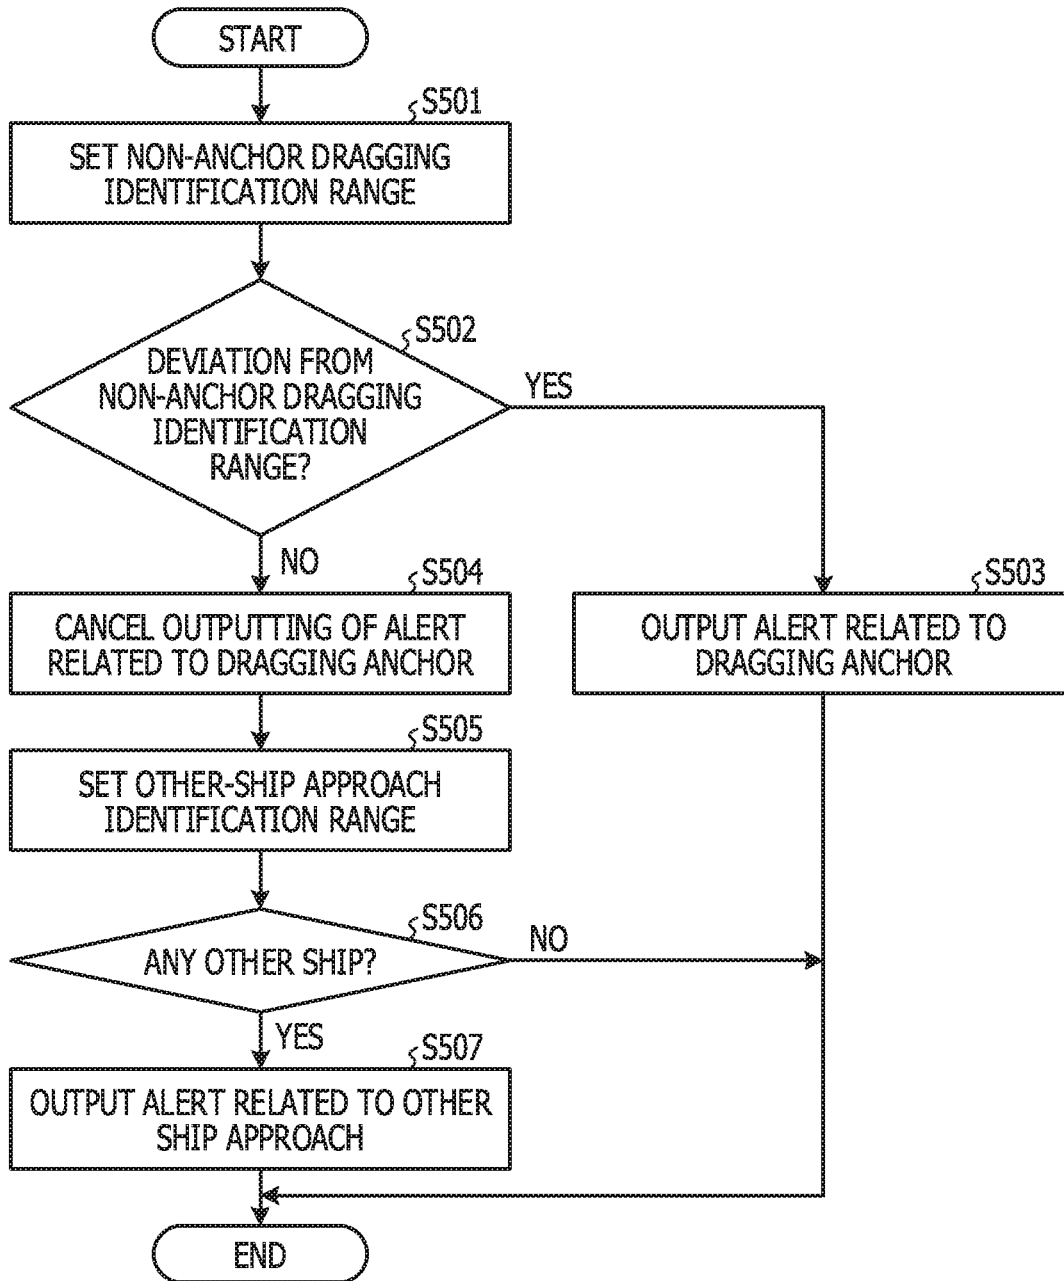 START
S501
SET NON-ANCHOR DRAGGING
IDENTIFICATION RANGE
S502
DEVIATION FROM
NON-ANCHOR DRAGGING
IDENTIFICATION
RANGE?
YES
NO
S504
CANCEL OUTPUTTING OF ALERT
RELATED TO DRAGGING ANCHOR
S503
OUTPUT ALERT RELATED TO
DRAGGING ANCHOR
S505
SET OTHER-SHIP APPROACH
IDENTIFICATION RANGE
S506
ANY OTHER SHIP?
NO
YES
S507
OUTPUT ALERT RELATED TO OTHER
SHIP APPROACH
END